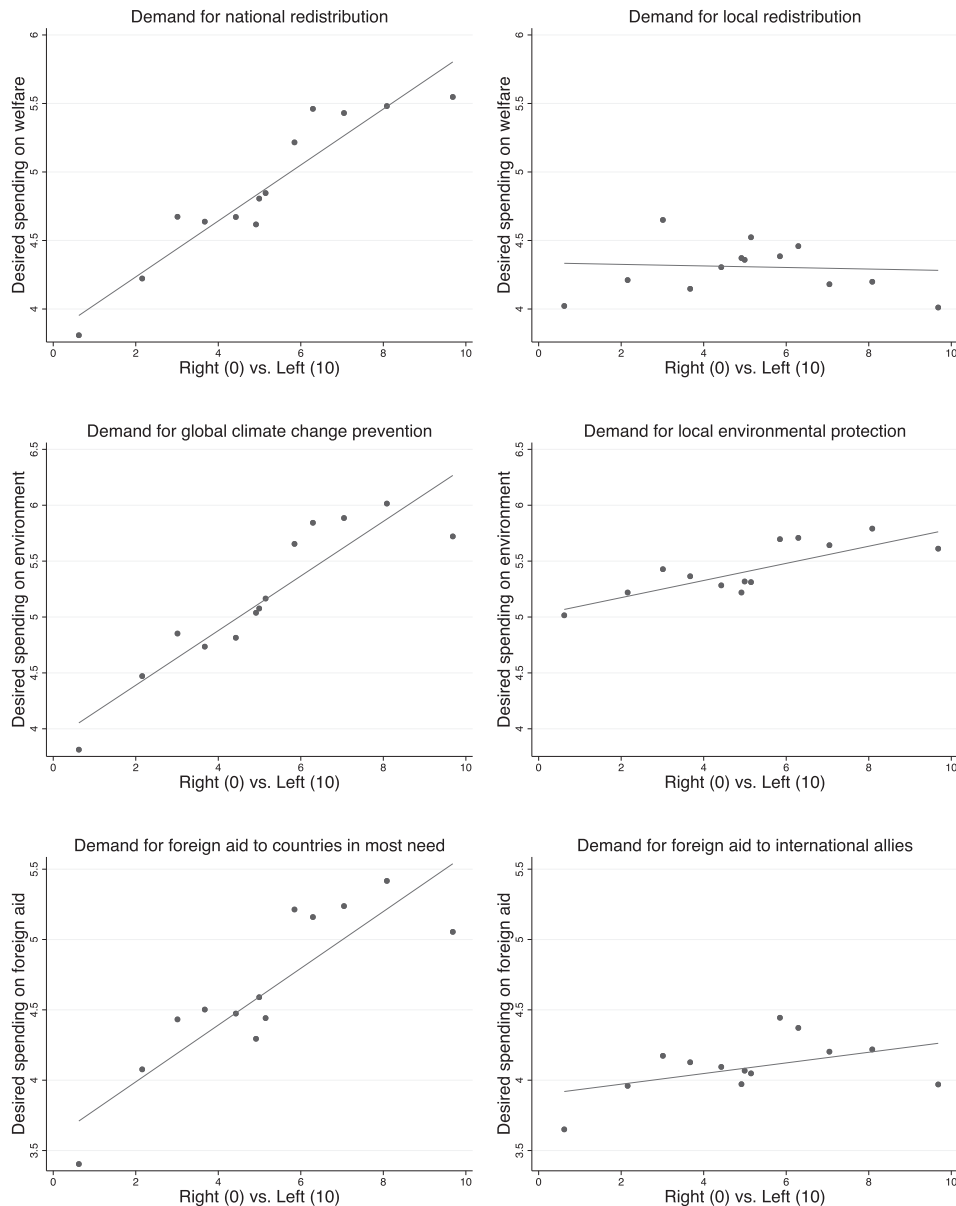 Demand for national redistribution
Desired spending on welfare
6
5.5
5
4.5
4
0 2 4 6 8 10
Right (0) vs. Left (10)
Demand for local redistribution
Desired spending on welfare
6
5.5
5
4.5
4
0 2 4 6 8 10
Right (0) vs. Left (10)
Demand for global climate change prevention
Desired spending on environment
6.5
6
5.5
5
4.5
4
0 2 4 6 8 10
Right (0) vs. Left (10)
Demand for local environmental protection
Desired spending on environment
6.5
6
5.5
5
4.5
4
0 2 4 6 8 10
Right (0) vs. Left (10)
Demand for foreign aid to countries in most need
Desired spending on foreign aid
5.5
5
4.5
4
3.5
0 2 4 6 8 10
Right (0) vs. Left (10)
Demand for foreign aid to international allies
Desired spending on foreign aid
5.5
5
4.5
4
3.5
0 2 4 6 8 10
Right (0) vs. Left (10)